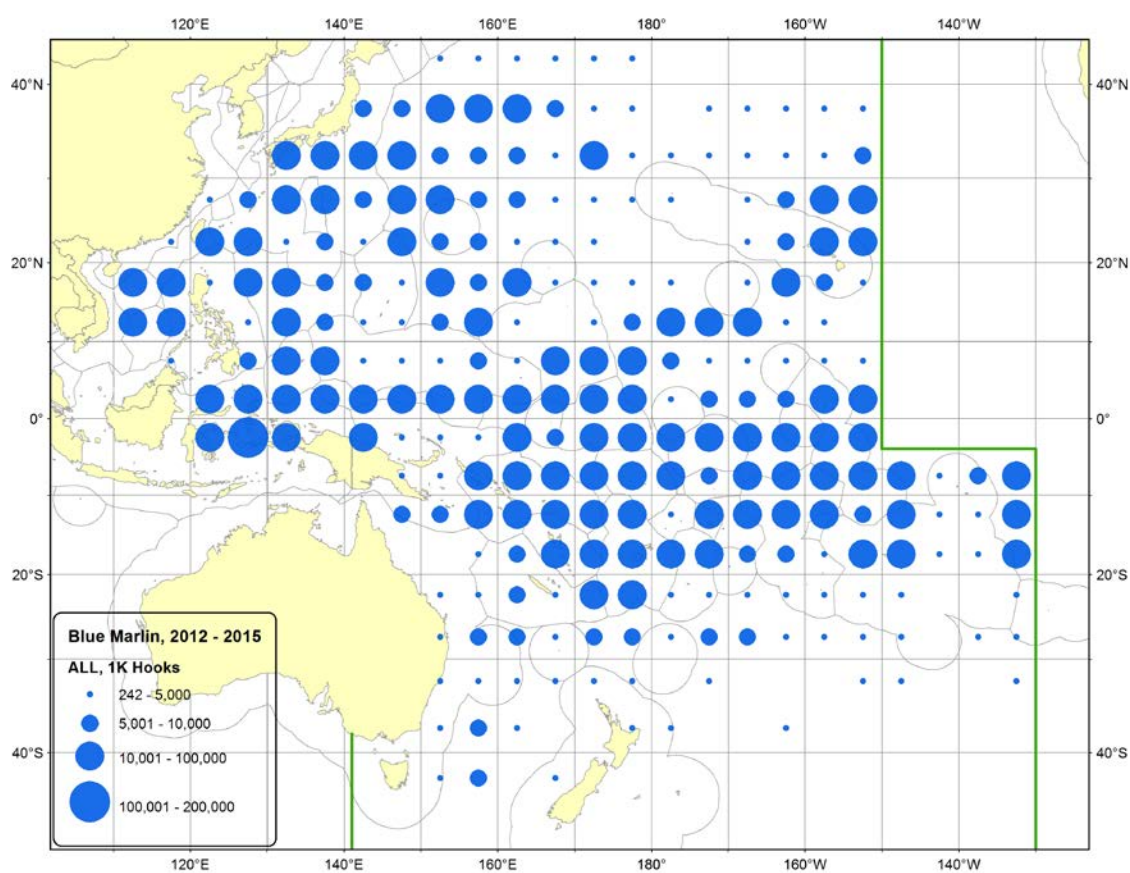 120°E 140°E 160°E 180° 160°W 140°W
40°N 40°N
20°N 20°N
0° 0°
20°S 20°S
Blue Marlin, 2012 - 2015
ALL, 1K Hooks
242 - 5,000
5,001 - 10,000
10,001 - 100,000
100,001 - 200,000
40°S 40°S
120°E 140°E 160°E 180° 160°W 140°W